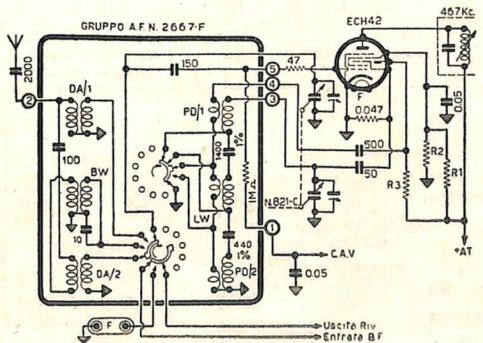 GRUPPO A.F. N. 2667-F
ECH42
467Kc.
2000
2
DA/1
150
5
47
4
3
PD/1
F
0.047
0.05
100
BW
1400
1%
1MΩ
500
50
R2
R1
R3
N.821-C
10
LW
440
1%
1
DA/2
PD/2
C.A.V
0.05
+AT
F
Uscita Riv
Entrata B.F